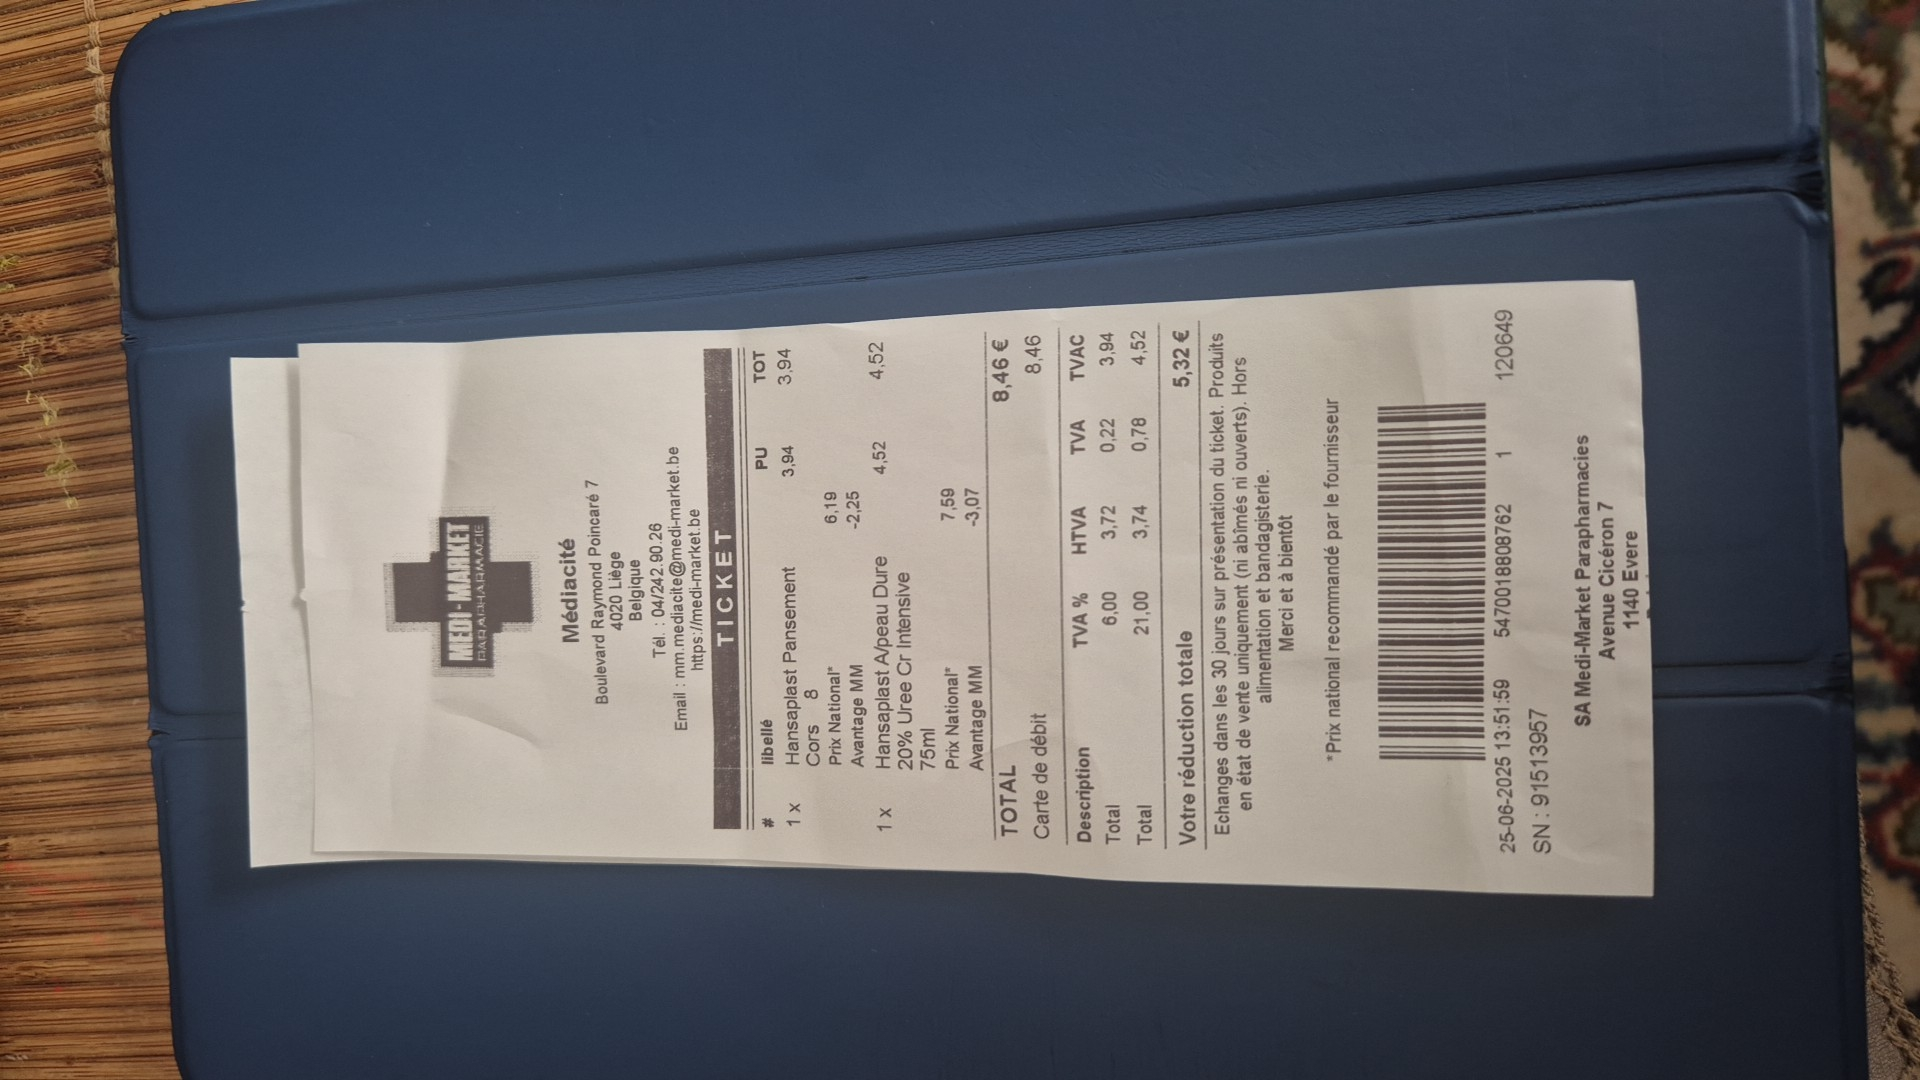 MEDI-MARKET
PARAPHARMACIE
Médiacité
Boulevard Raymond Poincaré 7
4020 Liège
Belgique
Tél. : 04/242.90.26
Email : mm.mediacite@medi-market.be
https://medi-market.be
TICKET
# libellé PU TOT
1 x Hansaplast Pansement 3,94 3,94
Cors 8
Prix National* 6,19
Avantage MM -2,25
1 x Hansaplast A/peau Dure 4,52 4,52
20% Uree Cr Intensive
75ml
Prix National* 7,59
Avantage MM -3,07
TOTAL 8,46 €
Carte de débit 8,46
Description TVA % HTVA TVA TVAC
Total 6,00 3,72 0,22 3,94
Total 21,00 3,74 0,78 4,52
Votre réduction totale 5,32 €
Echanges dans les 30 jours sur présentation du ticket. Produits
en état de vente uniquement (ni abîmés ni ouverts). Hors
alimentation et bandagisterie.
Merci et à bientôt
*Prix national recommandé par le fournisseur
25-06-2025 13:51:59 5470018808762 1 120649
SN : 91513957
SA Medi-Market Parapharmacies
Avenue Cicéron 7
1140 Evere